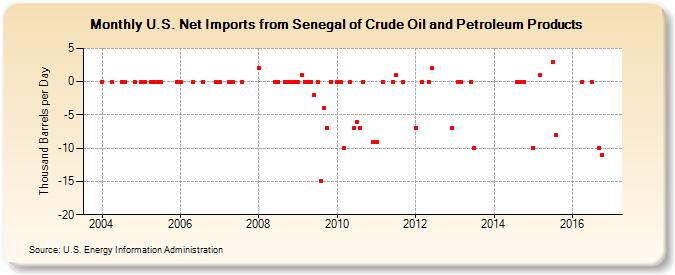 Monthly U.S. Net Imports from Senegal of Crude Oil and Petroleum Products
Thousand Barrels per Day
5
0
-5
-10
-15
-20
2004 2006 2008 2010 2012 2014 2016
Source: U.S. Energy Information Administration